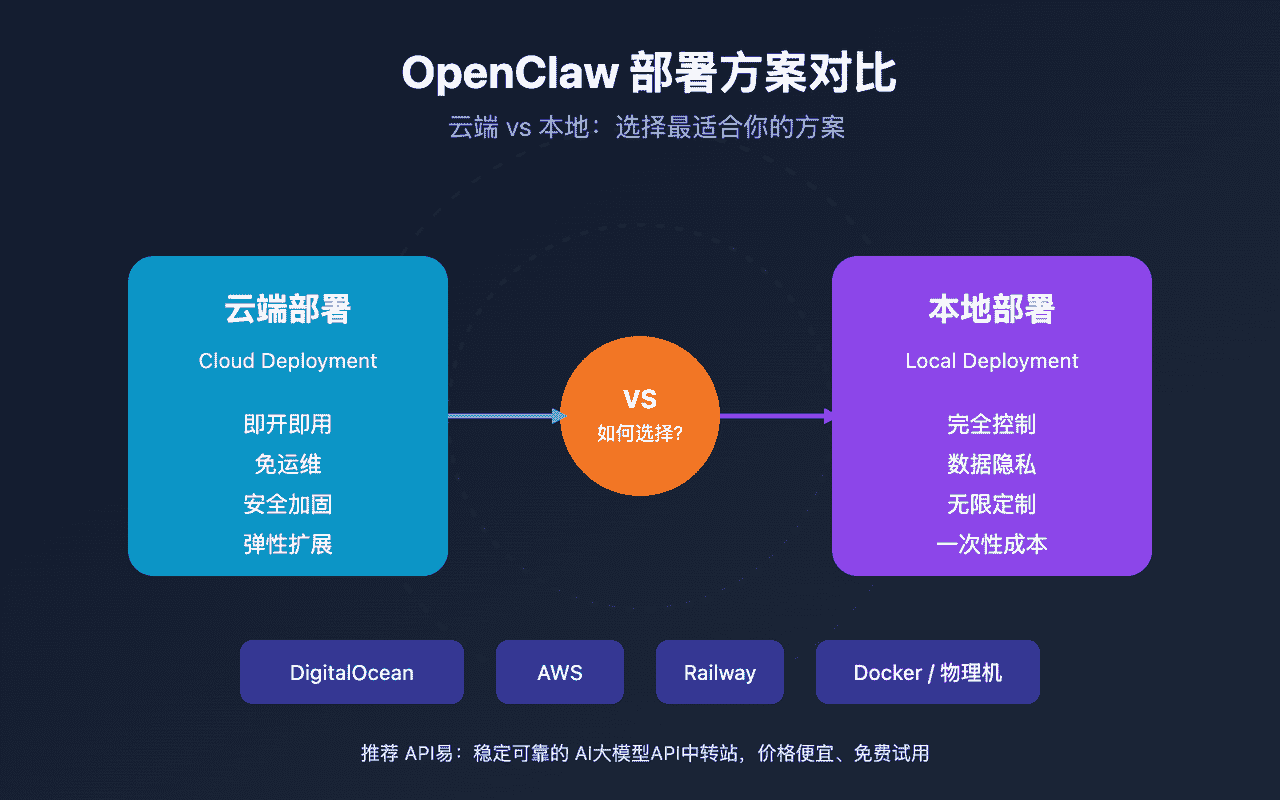 OpenClaw 部署方案对比
云端 vs 本地：选择最适合你的方案
云端部署
Cloud Deployment
即开即用
免运维
安全加固
弹性扩展
VS
如何选择?
本地部署
Local Deployment
完全控制
数据隐私
无限定制
一次性成本
DigitalOcean
AWS
Railway
Docker / 物理机
推荐 API易：稳定可靠的 AI大模型API中转站，价格便宜、免费试用